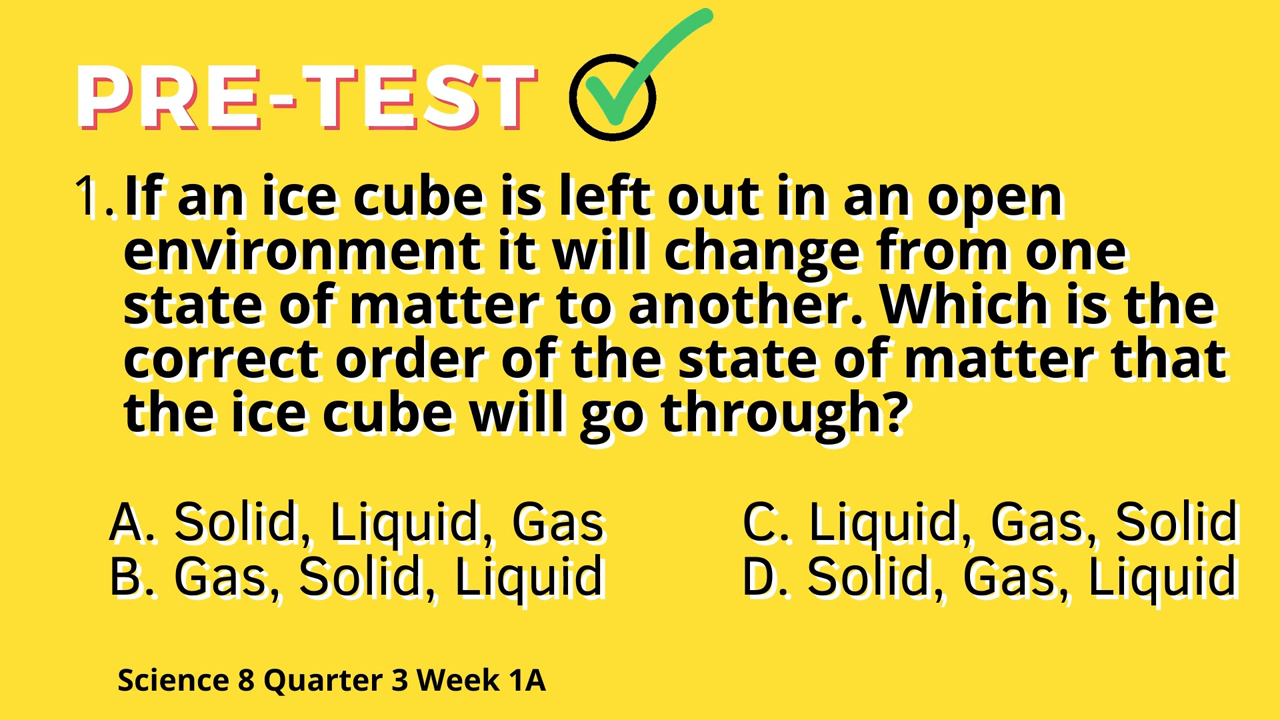 PRE-TEST
1. If an ice cube is left out in an open
environment it will change from one
state of matter to another. Which is the
correct order of the state of matter that
the ice cube will go through?
A. Solid, Liquid, Gas
B. Gas, Solid, Liquid
C. Liquid, Gas, Solid
D. Solid, Gas, Liquid
Science 8 Quarter 3 Week 1A